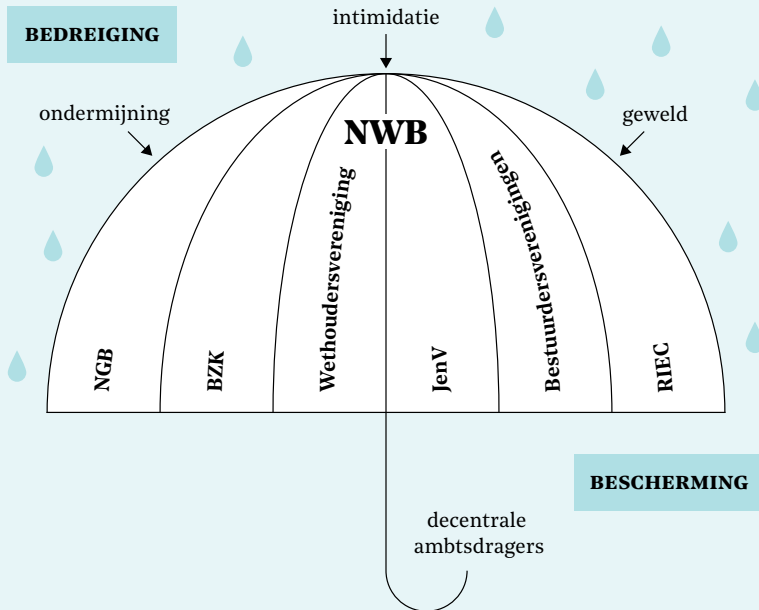 BEDREIGING
intimidatie
ondermijning
geweld
NWB
NGB
BZK
Wethoudersvereniging
JenV
Bestuurdersverenigingen
RIEC
BESCHERMING
decentrale
ambtsdragers